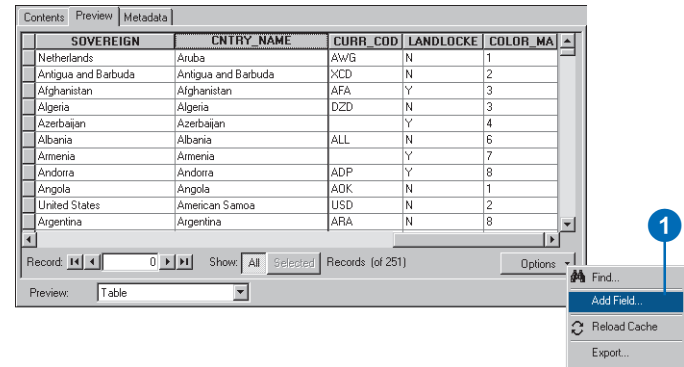 Contents Preview Metadata
SOVEREIGN CNTRY_NAME CURR_COD LANDLOCKE COLOR_MA
Netherlands Aruba AWG N 1
Antigua and Barbuda Antigua and Barbuda XCD N 2
Afghanistan Afghanistan AFA Y 3
Algeria Algeria DZD N 3
Azerbaijan Azerbaijan Y 4
Albania Albania ALL N 6
Armenia Armenia Y 7
Andorra Andorra ADP Y 8
Angola Angola AOK N 1
United States American Samoa USD N 2
Argentina Argentina ARA N 8
1
Record: 0 Show: All Selected Records (of 251) Options
Preview: Table
Find...
Add Field...
Reload Cache
Export...